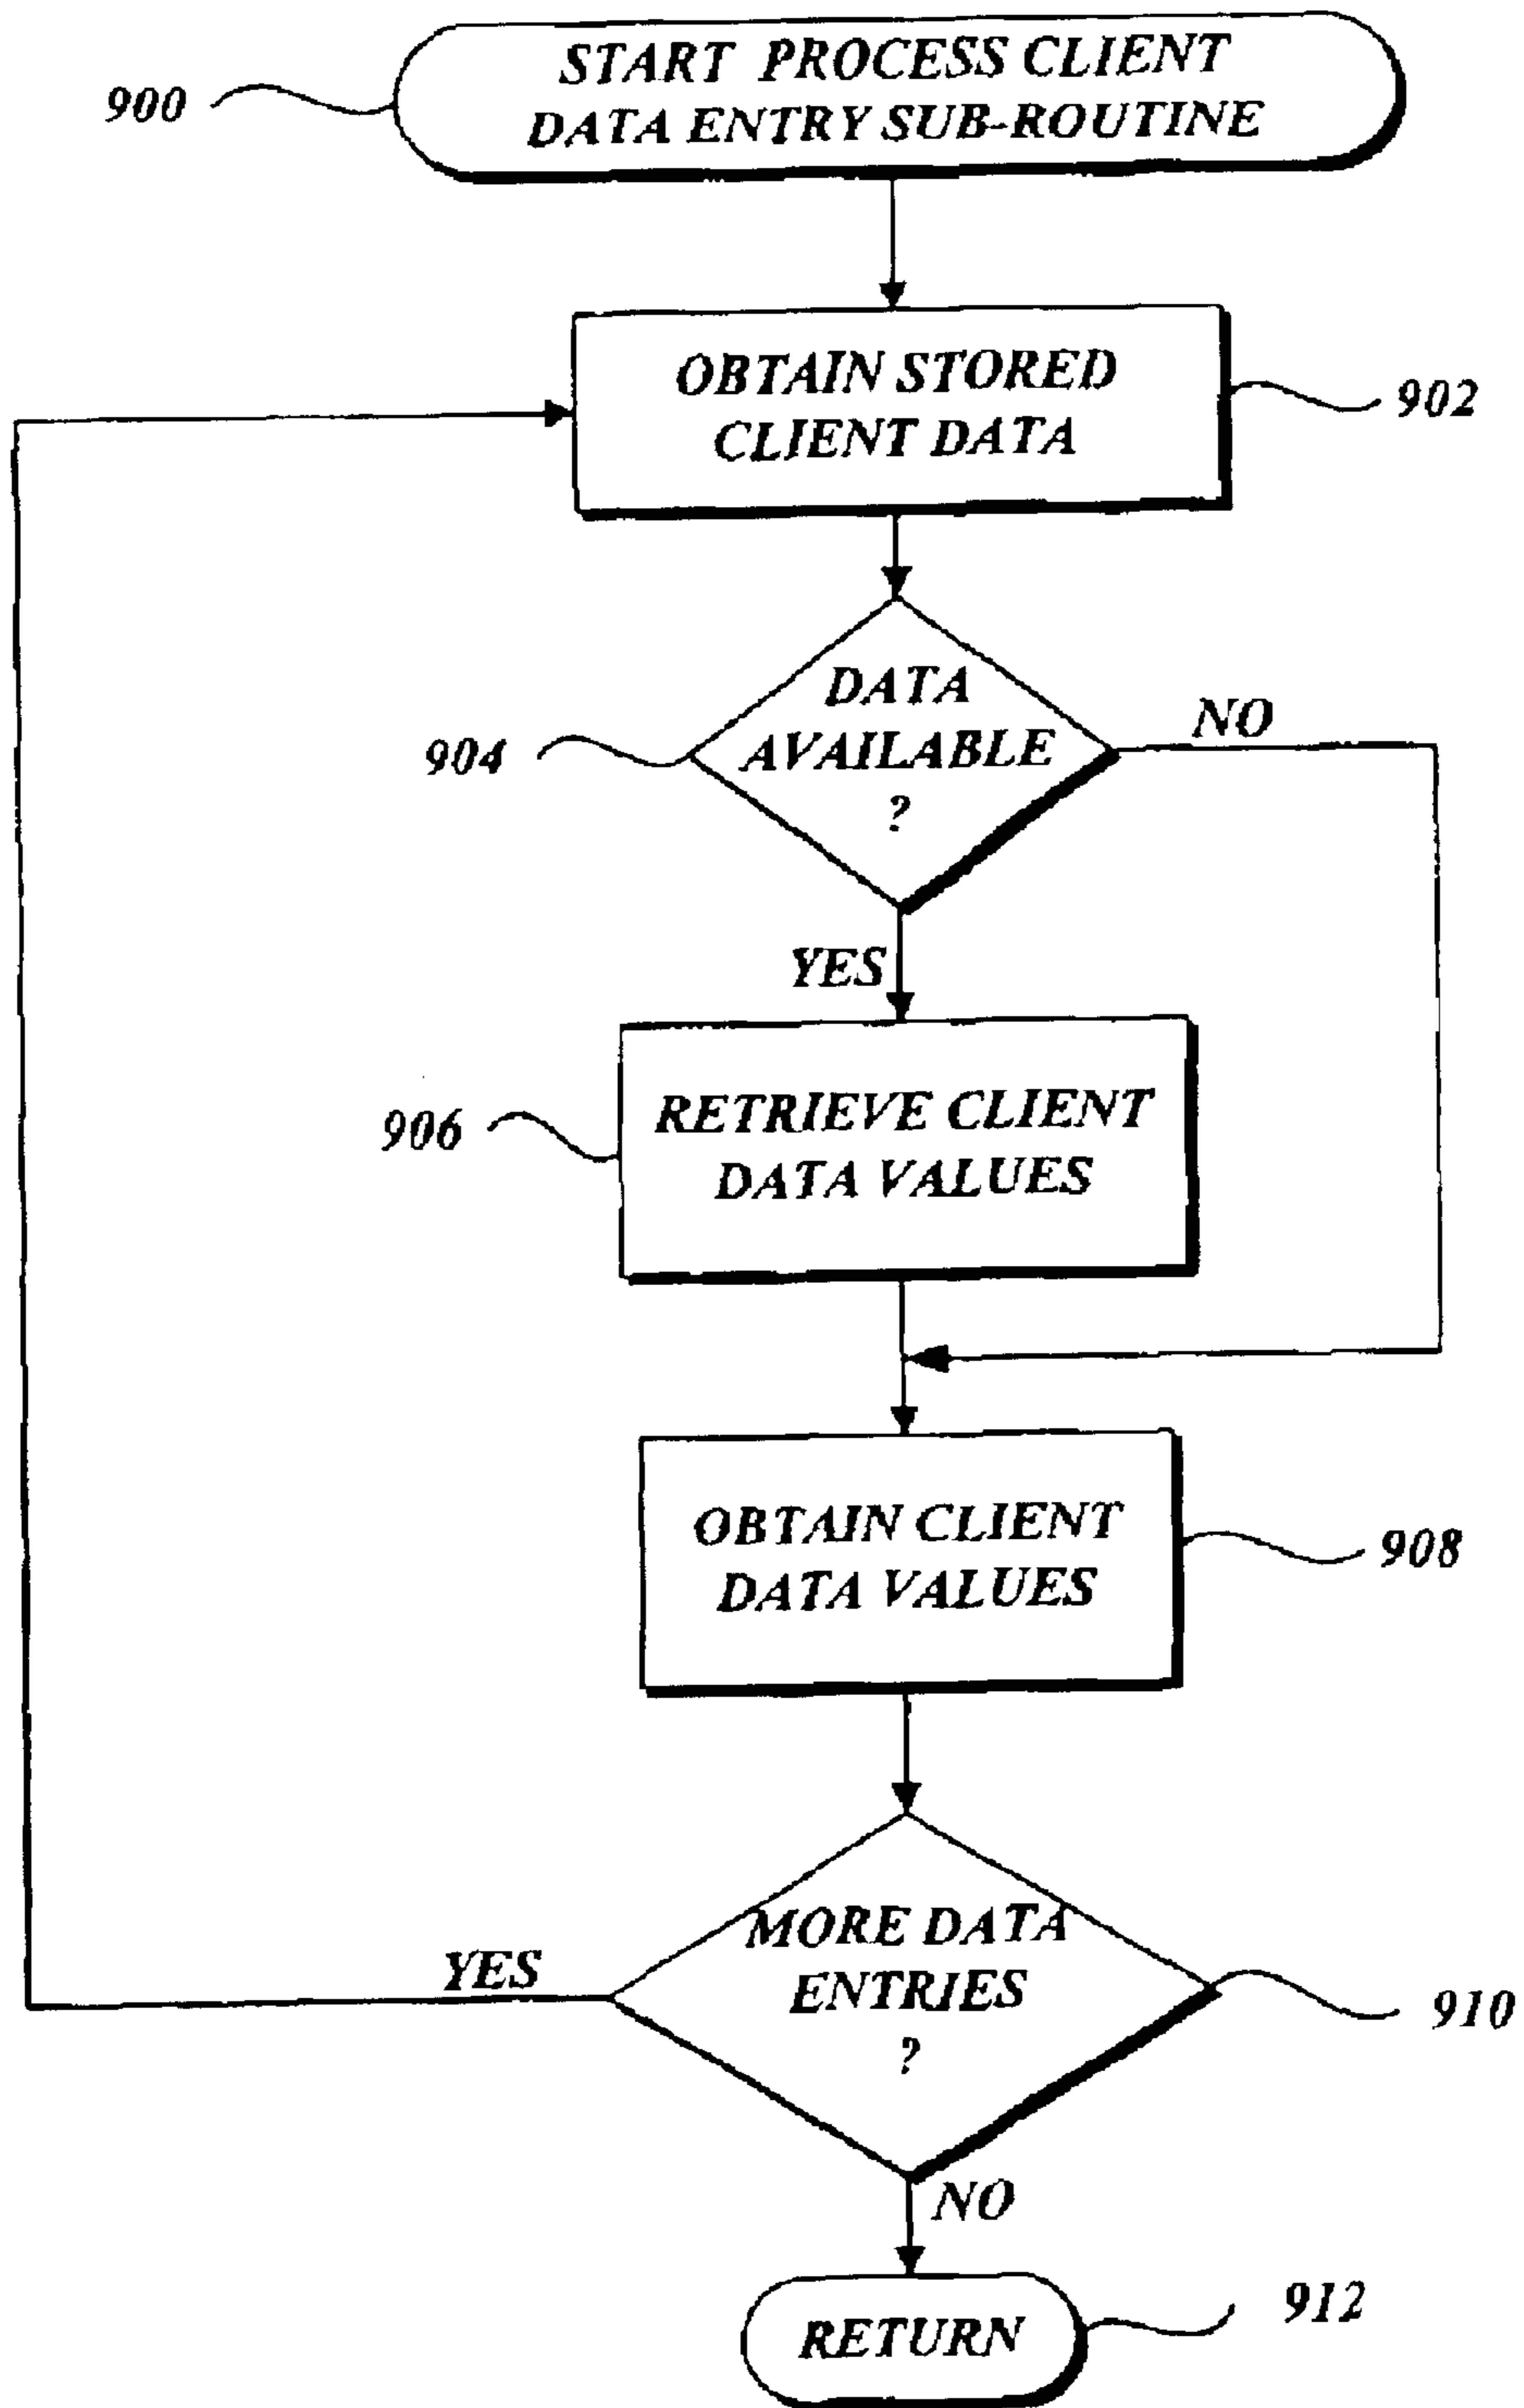 START PROCESS CLIENT
DATA ENTRY SUB-ROUTINE
900
OBTAIN STORED
CLIENT DATA
902
DATA
AVAILABLE
?
904
NO
YES
RETRIEVE CLIENT
DATA VALUES
906
OBTAIN CLIENT
DATA VALUES
908
MORE DATA
ENTRIES
?
YES
910
NO
RETURN
912